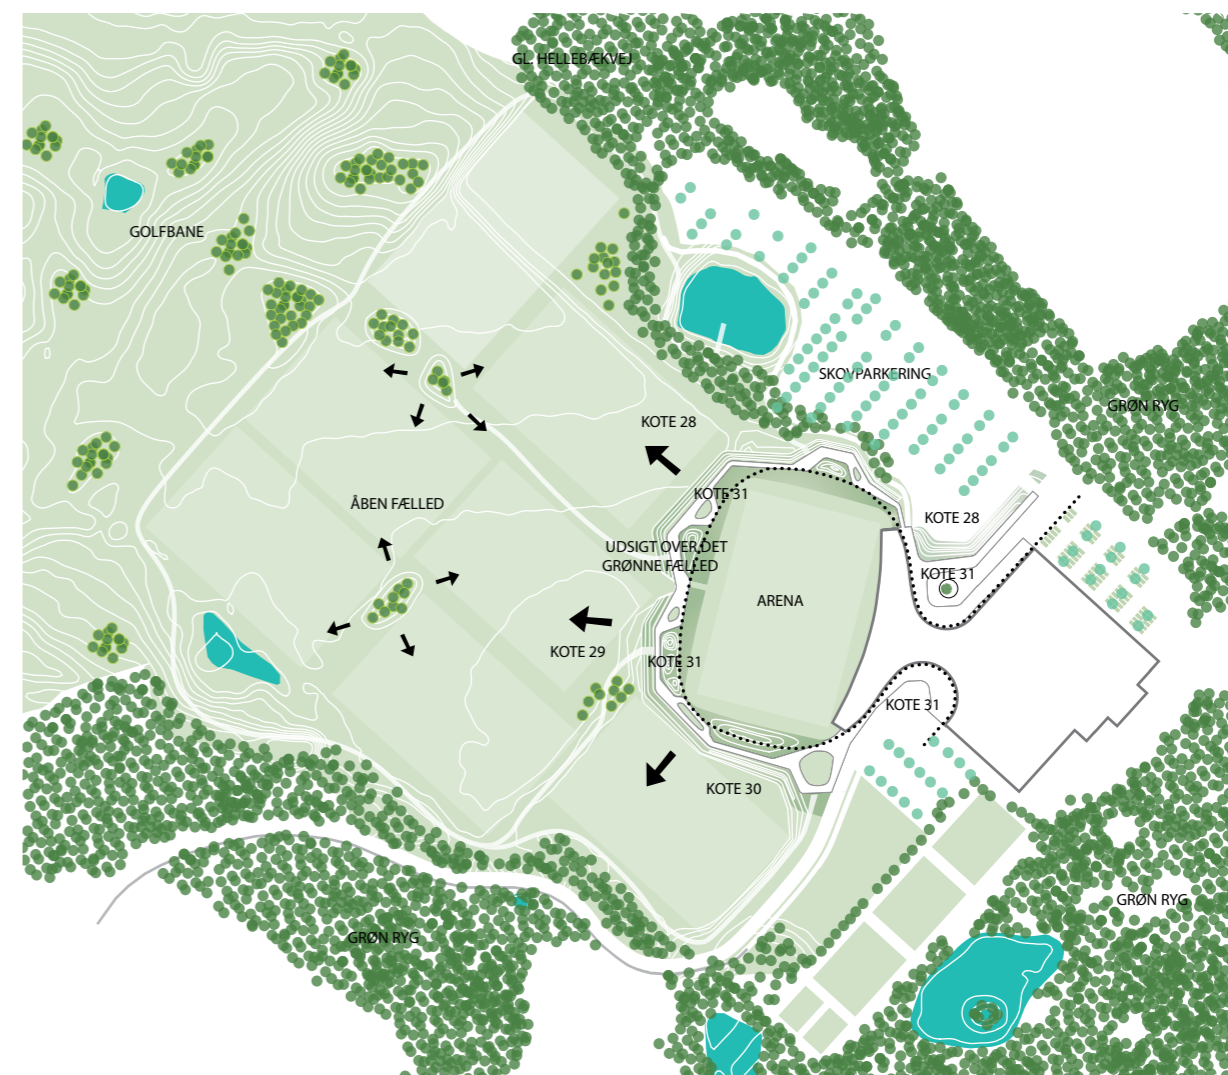 GL. HELLEBÆKVEJ
GOLFBANE
SKOVPARKERING
GRØN RYG
KOTE 28
ÅBEN FÆLLED
KOTE 31
KOTE 28
UDSIGT OVER DET
GRØNNE FÆLLED
KOTE 31
ARENA
KOTE 29
KOTE 31
KOTE 31
KOTE 30
GRØN RYG
GRØN RYG